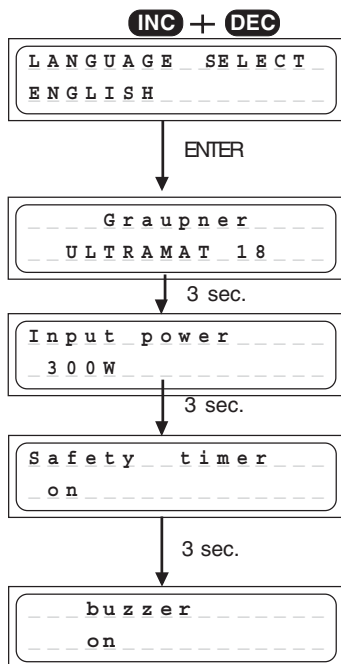 INC + DEC
LANGUAGE SELECT
ENGLISH
ENTER
Graupner
ULTRAMAT 18
3 sec.
Input power
300W
3 sec.
Safety timer
on
3 sec.
buzzer
on